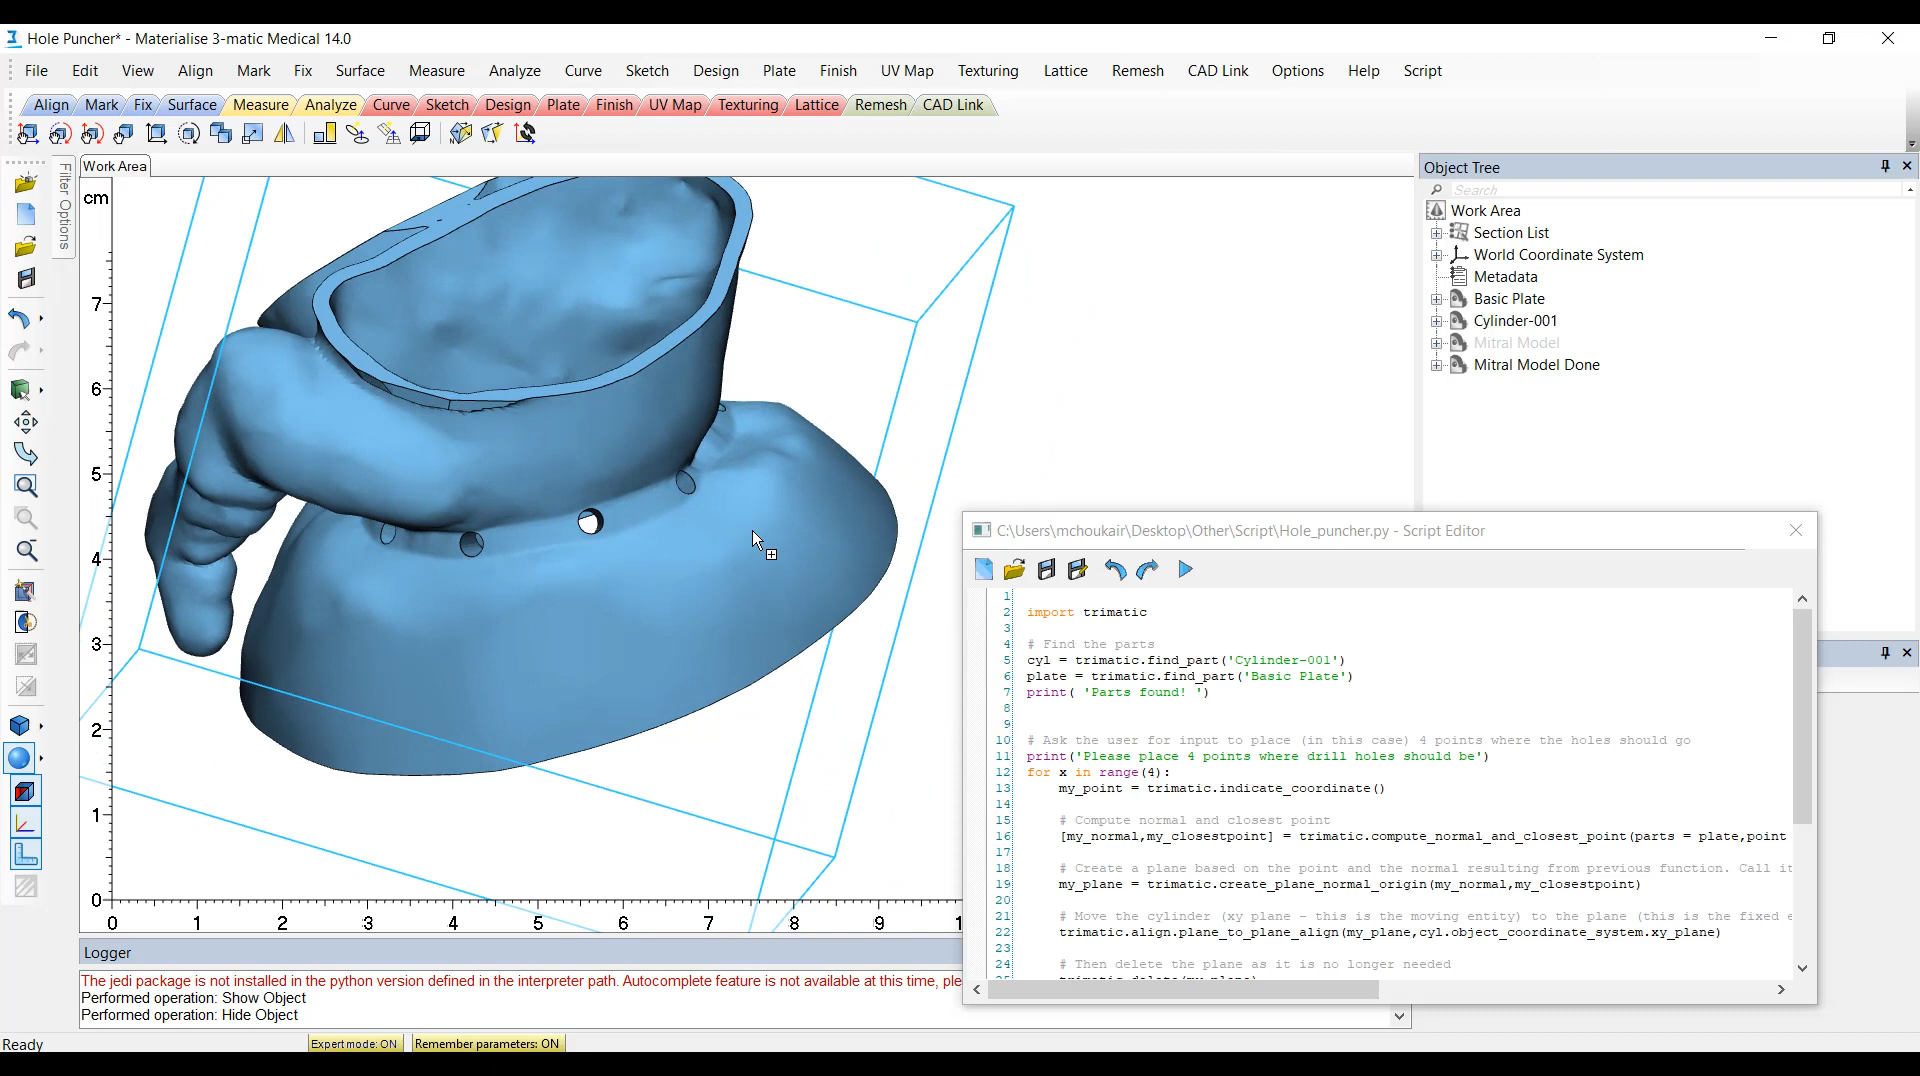 Hole Puncher* - Materialise 3-matic Medical 14.0
File Edit View Align Mark Fix Surface Measure Analyze Curve Sketch Design Plate Finish UV Map Texturing Lattice Remesh CAD Link Options Help Script
Align Mark Fix Surface Measure Analyze Curve Sketch Design Plate Finish UV Map Texturing Lattice Remesh CAD Link
Filter Options
Work Area
cm
7
6
5
4
3
2
1
0
0 1 2 3 4 5 6 7 8 9 1
Object Tree
Search
Work Area
Section List
World Coordinate System
Metadata
Basic Plate
Cylinder-001
Mitral Model
Mitral Model Done
C:\Users\mchoukair\Desktop\Other\Script\Hole_puncher.py - Script Editor
1
2 import trimatic
3
4 # Find the parts
5 cyl = trimatic.find_part('Cylinder-001')
6 plate = trimatic.find_part('Basic Plate')
7 print( 'Parts found! ')
8
9
10 # Ask the user for input to place (in this case) 4 points where the holes should go
11 print('Please place 4 points where drill holes should be')
12 for x in range(4):
13 my_point = trimatic.indicate_coordinate()
14
15 # Compute normal and closest point
16 [my_normal,my_closestpoint] = trimatic.compute_normal_and_closest_point(parts = plate,point
17
18 # Create a plane based on the point and the normal resulting from previous function. Call it
19 my_plane = trimatic.create_plane_normal_origin(my_normal,my_closestpoint)
20
21 # Move the cylinder (xy plane - this is the moving entity) to the plane (this is the fixed e
22 trimatic.align.plane_to_plane_align(my_plane,cyl.object_coordinate_system.xy_plane)
23
24 # Then delete the plane as it is no longer needed
Logger
The jedi package is not installed in the python version defined in the interpreter path. Autocomplete feature is not available at this time, ple
Performed operation: Show Object
Performed operation: Hide Object
Ready
Expert mode: ON
Remember parameters: ON